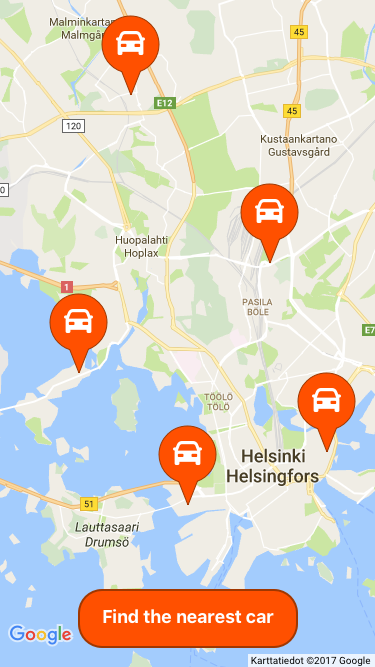 Malminkartano
Malmgård
45
E12
45
120
Kustaankartano
Gustavsgård
0
Huopalahti
Hoplax
1
PASILA
BÖLE
E7
TÖÖLÖ
TÖLÖ
Helsinki
Helsingfors
51
Lauttasaari
Drumsö
Find the nearest car
Google
Karttatiedot ©2017 Google